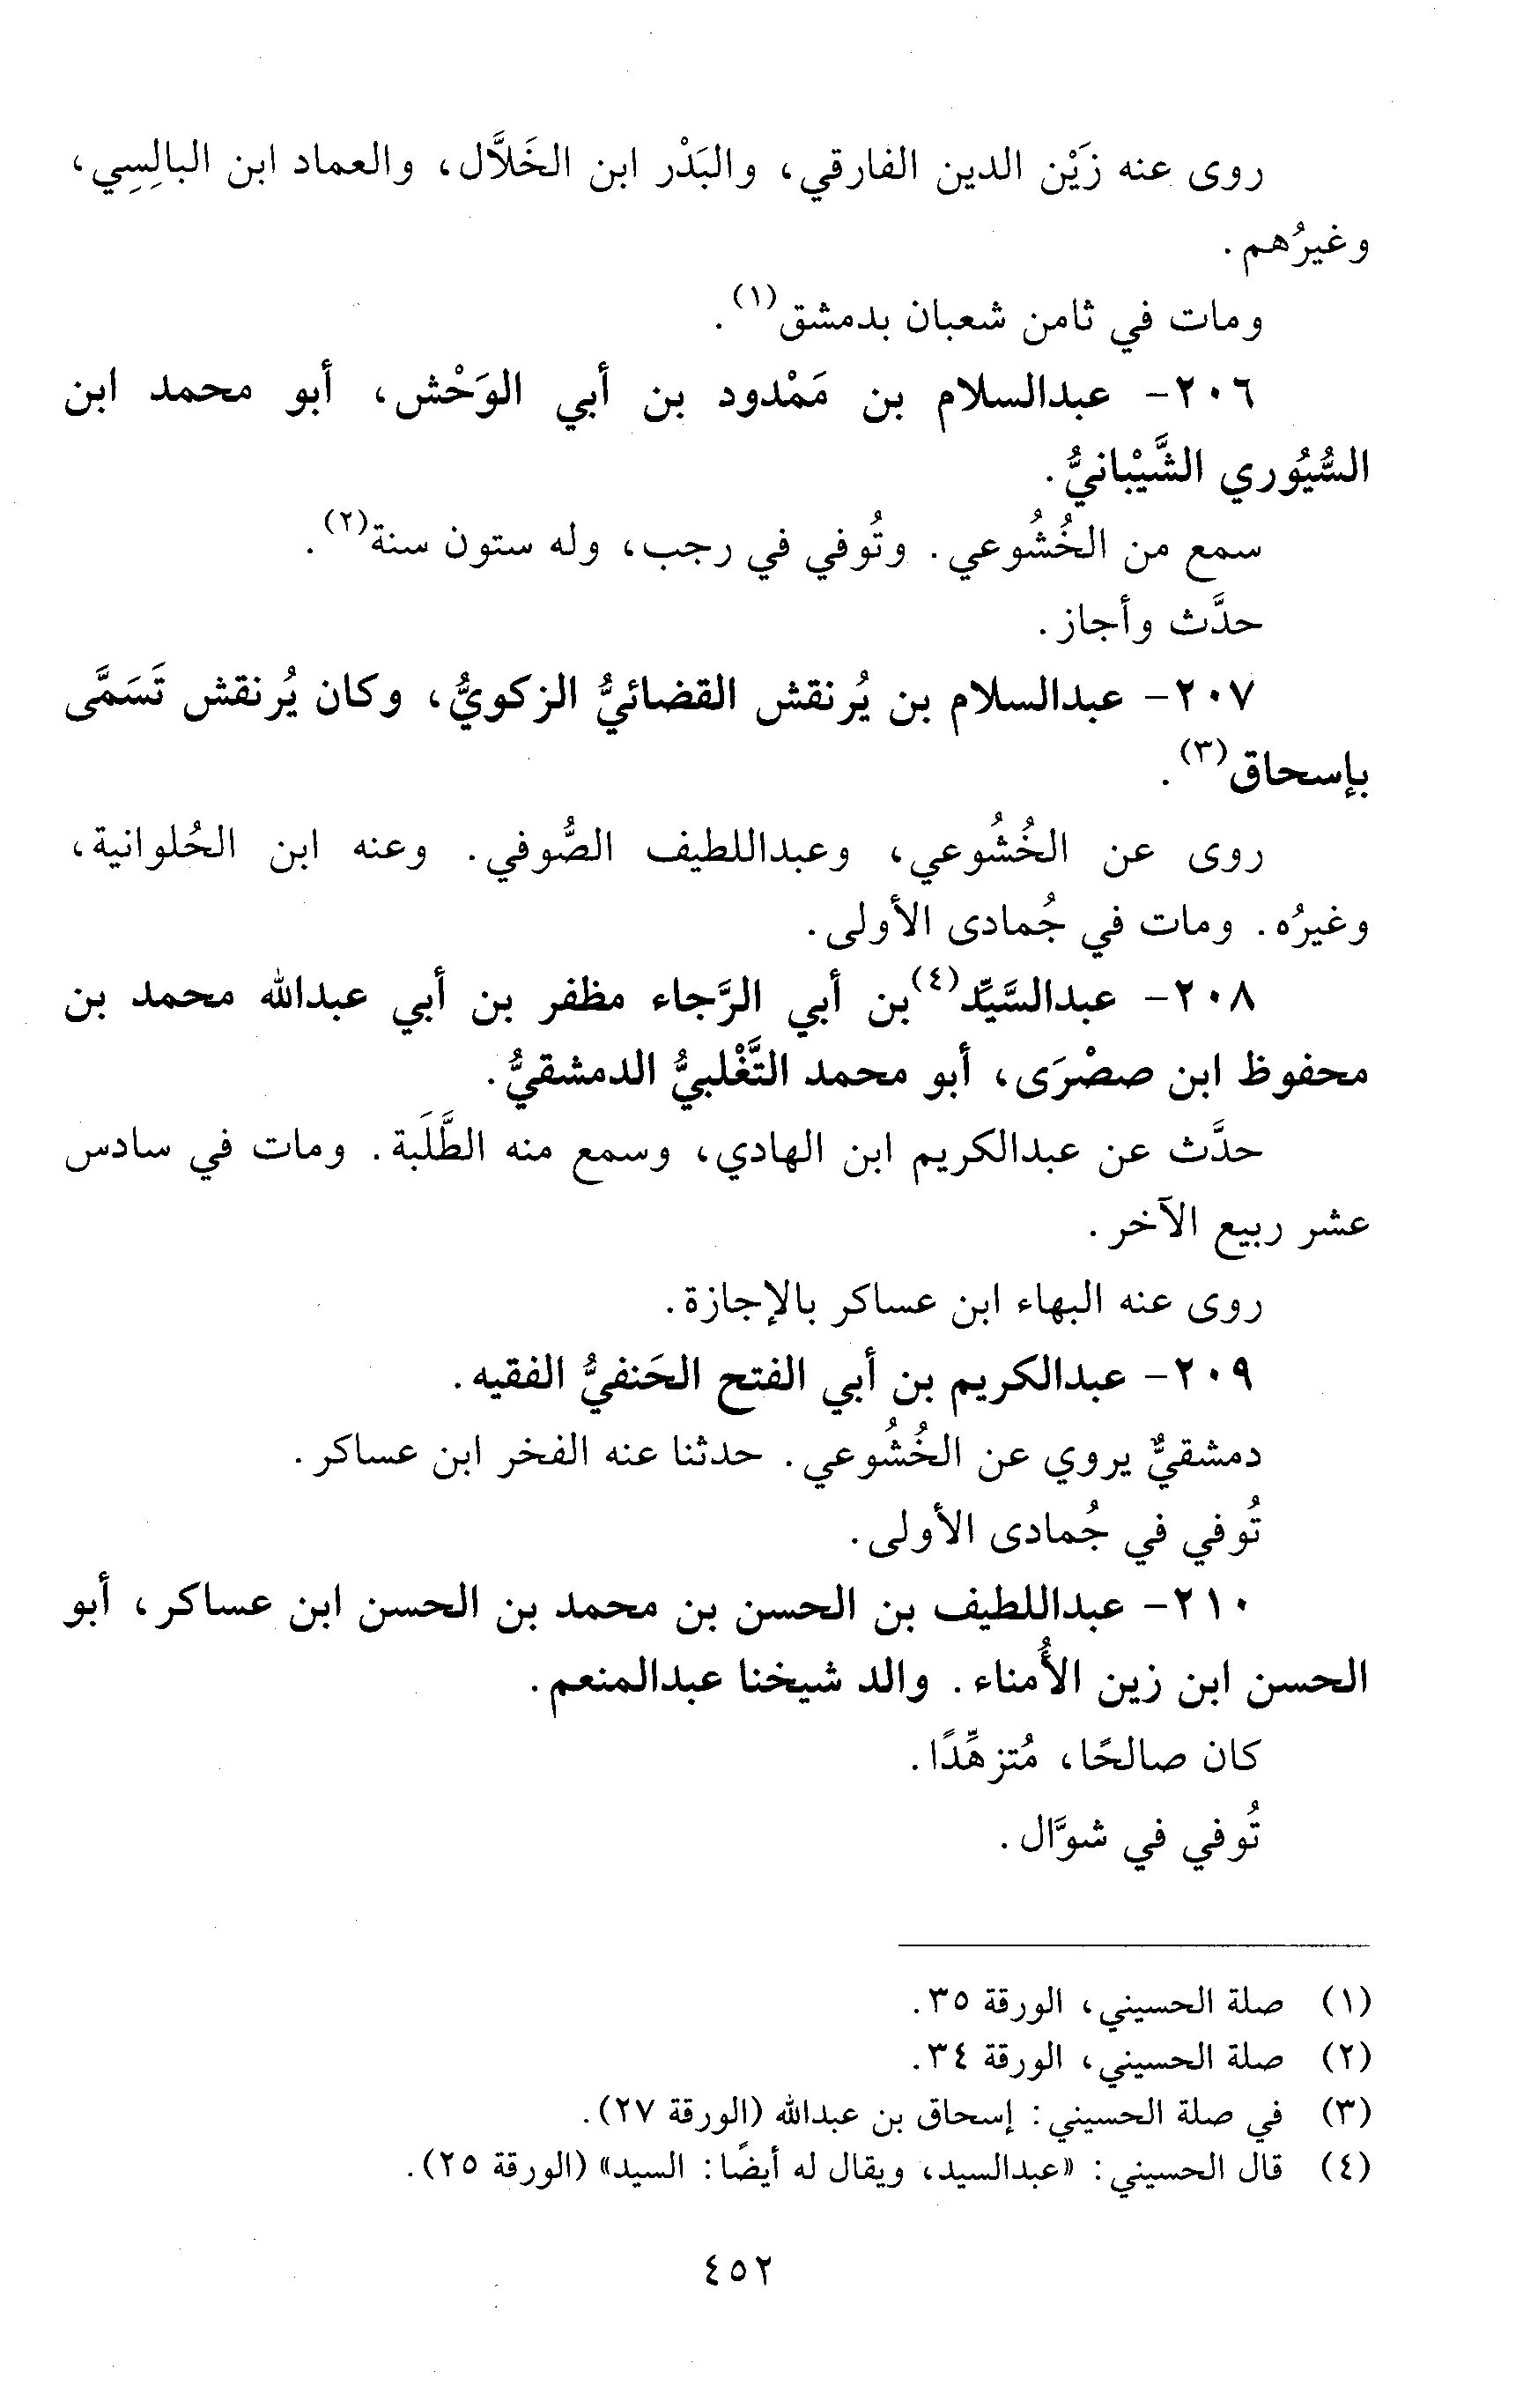 روى عنه زَيْن الدين الفارقي، والبَدْر ابن الخَلَّال، والعماد ابن البالِسِي،
وغيرُهم.
ومات في ثامن شعبان بدمشق(١).
٢٠٦- عبدالسلام بن مَمْدود بن أبي الوَحْش، أبو محمد ابن
السُّيُوري الشَّيْبانيُّ.
سمع من الخُشُوعي. وتُوفي في رجب، وله ستون سنة(٢).
حدَّث وأجاز.
٢٠٧- عبدالسلام بن يُرنقش القضائيُّ الزكويُّ، وكان يُرنقش تَسَمَّى
بإسحاق(٣).
روى عن الخُشُوعي، وعبداللطيف الصُّوفي. وعنه ابن الحُلوانية،
وغيرُه. ومات في جُمادى الأولى.
٢٠٨- عبدالسَّيِّد(٤) بن أبي الرَّجاء مظفر بن أبي عبدالله محمد بن
محفوظ ابن صصْرَى، أبو محمد التَّغْلبيُّ الدمشقيُّ.
حدَّث عن عبدالكريم ابن الهادي، وسمع منه الطَّلَبة. ومات في سادس
عشر ربيع الآخر.
روى عنه البهاء ابن عساكر بالإجازة.
٢٠٩- عبدالكريم بن أبي الفتح الحَنفيُّ الفقيه.
دمشقيٌّ يروي عن الخُشُوعي. حدثنا عنه الفخر ابن عساكر.
تُوفي في جُمادى الأولى.
٢١٠- عبداللطيف بن الحسن بن محمد بن الحسن ابن عساكر، أبو
الحسن ابن زين الأُمناء. والد شيخنا عبدالمنعم.
كان صالحًا، مُتزهِّدًا.
تُوفي في شوَّال.
(١) صلة الحسيني، الورقة ٣٥.
(٢) صلة الحسيني، الورقة ٣٤.
(٣) في صلة الحسيني: إسحاق بن عبدالله (الورقة ٢٧).
(٤) قال الحسيني: «عبدالسيد، ويقال له أيضًا: السيد» (الورقة ٢٥).
٤٥٢